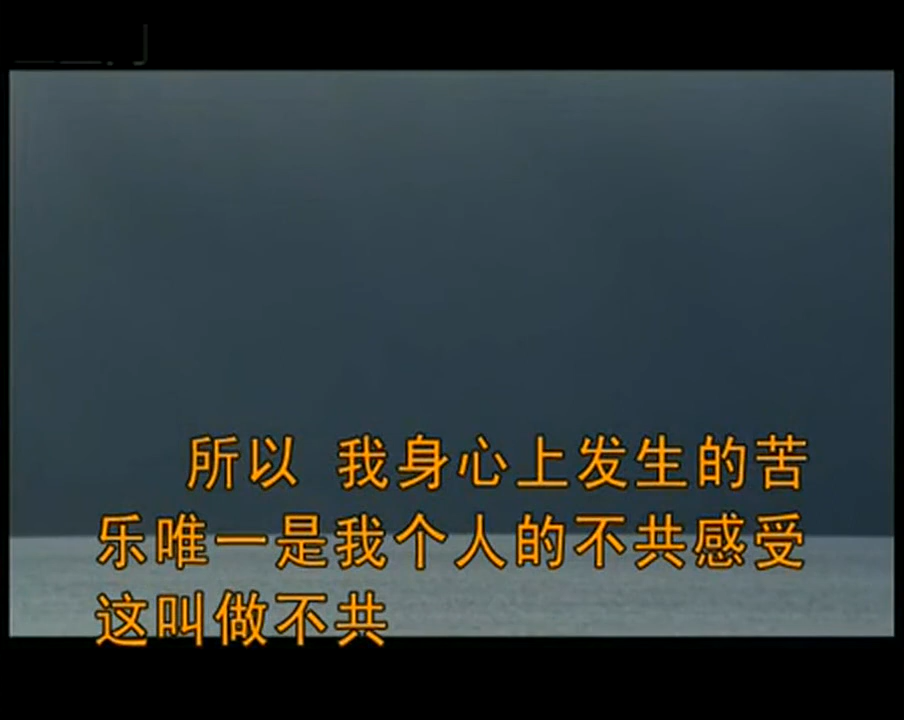 所以 我身心上发生的苦
乐唯一是我个人的不共感受
这叫做不共